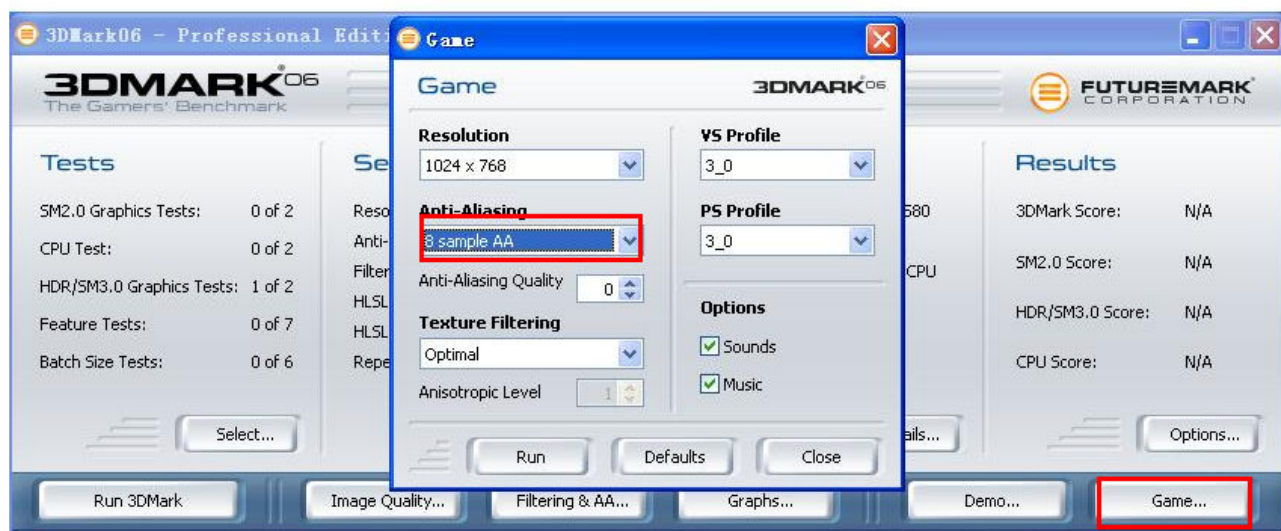 3DMark06 - Professional Editi
3DMARK®06
The Gamers' Benchmark
FUTUREMARK®
CORPORATION
Tests
SM2.0 Graphics Tests: 0 of 2
CPU Test: 0 of 2
HDR/SM3.0 Graphics Tests: 1 of 2
Feature Tests: 0 of 7
Batch Size Tests: 0 of 6
Select...
Se
Reso
Anti-
Filter
HLSL
HLSL
Repe
Game
Game
3DMARK®06
Resolution
1024 x 768
Anti-Aliasing
8 sample AA
Anti-Aliasing Quality 0
Texture Filtering
Optimal
Anisotropic Level 1
VS Profile
3_0
PS Profile
3_0
Options
Sounds
Music
Run Defaults Close
580
CPU
ails...
Results
3DMark Score: N/A
SM2.0 Score: N/A
HDR/SM3.0 Score: N/A
CPU Score: N/A
Options...
Run 3DMark Image Quality... Filtering & AA... Graphs... Demo... Game...